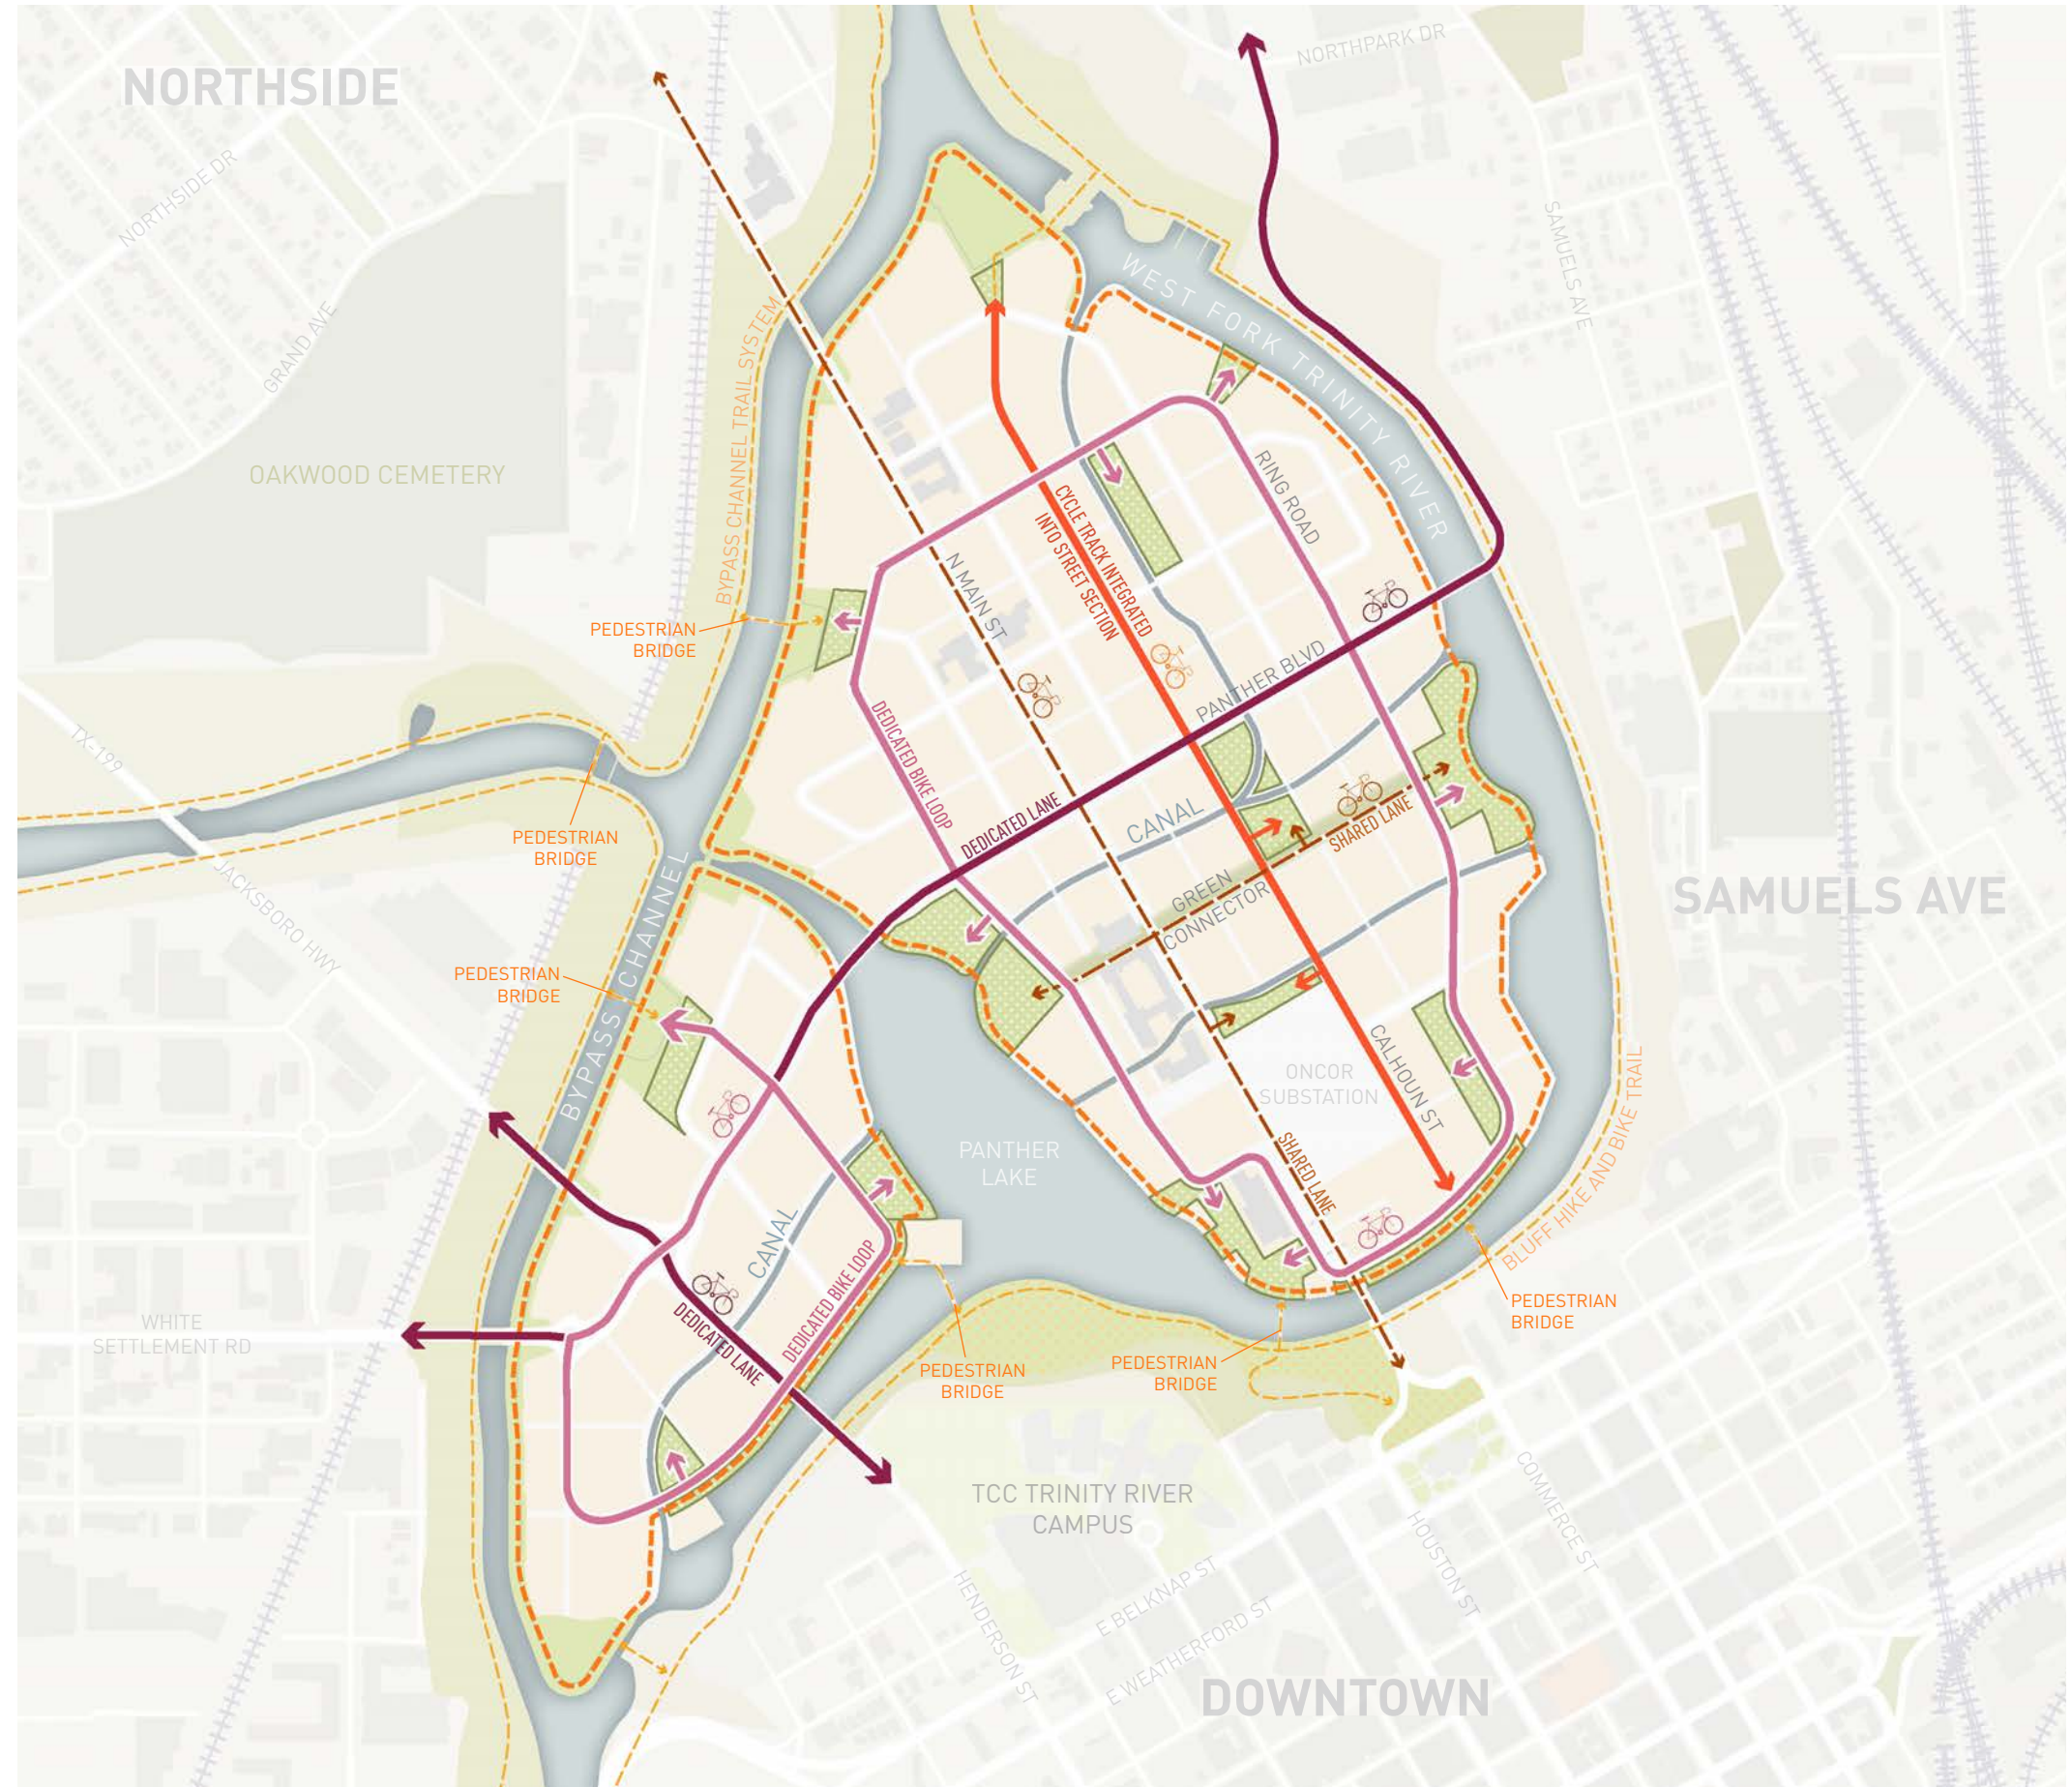 NORTHSIDE
NORTHPARK DR
NORTHSIDE DR
SAMUELS AVE
GRAND AVE
WEST FORK TRINITY RIVER
BYPASS CHANNEL TRAIL SYSTEM
OAKWOOD CEMETERY
RING ROAD
CYCLE TRACK INTEGRATED
INTO STREET SECTION
N MAIN ST
PEDESTRIAN
BRIDGE
PANTHER BLVD
DEDICATED BIKE LOOP
TX-199
DEDICATED LANE
CANAL
SHARED LANE
PEDESTRIAN
BRIDGE
JACKSBORO HWY
GREEN
CONNECTOR
SAMUELS AVE
BYPASS CHANNEL
PEDESTRIAN
BRIDGE
ONCOR
SUBSTATION
CALHOUN ST
PANTHER
LAKE
SHARED LANE
BLUFF HIKE AND BIKE TRAIL
CANAL
DEDICATED BIKE LOOP
DEDICATED LANE
WHITE
SETTLEMENT RD
PEDESTRIAN
BRIDGE
PEDESTRIAN
BRIDGE
PEDESTRIAN
BRIDGE
TCC TRINITY RIVER
CAMPUS
COMMERCE ST
HOUSTON ST
HENDERSON ST
E BELKNAP ST
E WEATHERFORD ST
DOWNTOWN